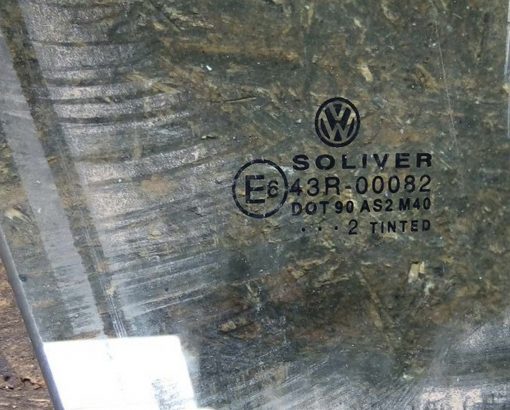 VW
SOLIVER
E6 43R-00082
DOT 90 AS2 M40
...2 TINTED